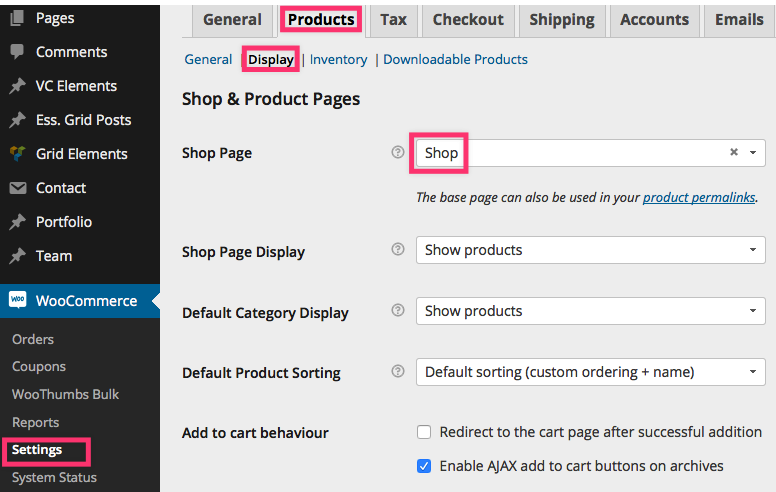 Pages
Comments
VC Elements
Ess. Grid Posts
Grid Elements
Contact
Portfolio
Team
Woo WooCommerce
Orders
Coupons
WooThumbs Bulk
Reports
Settings
System Status
General Products Tax Checkout Shipping Accounts Emails
General | Display | Inventory | Downloadable Products
Shop & Product Pages
Shop Page ? Shop ×
The base page can also be used in your product permalinks.
Shop Page Display ? Show products
Default Category Display ? Show products
Default Product Sorting ? Default sorting (custom ordering + name)
Add to cart behaviour Redirect to the cart page after successful addition
Enable AJAX add to cart buttons on archives